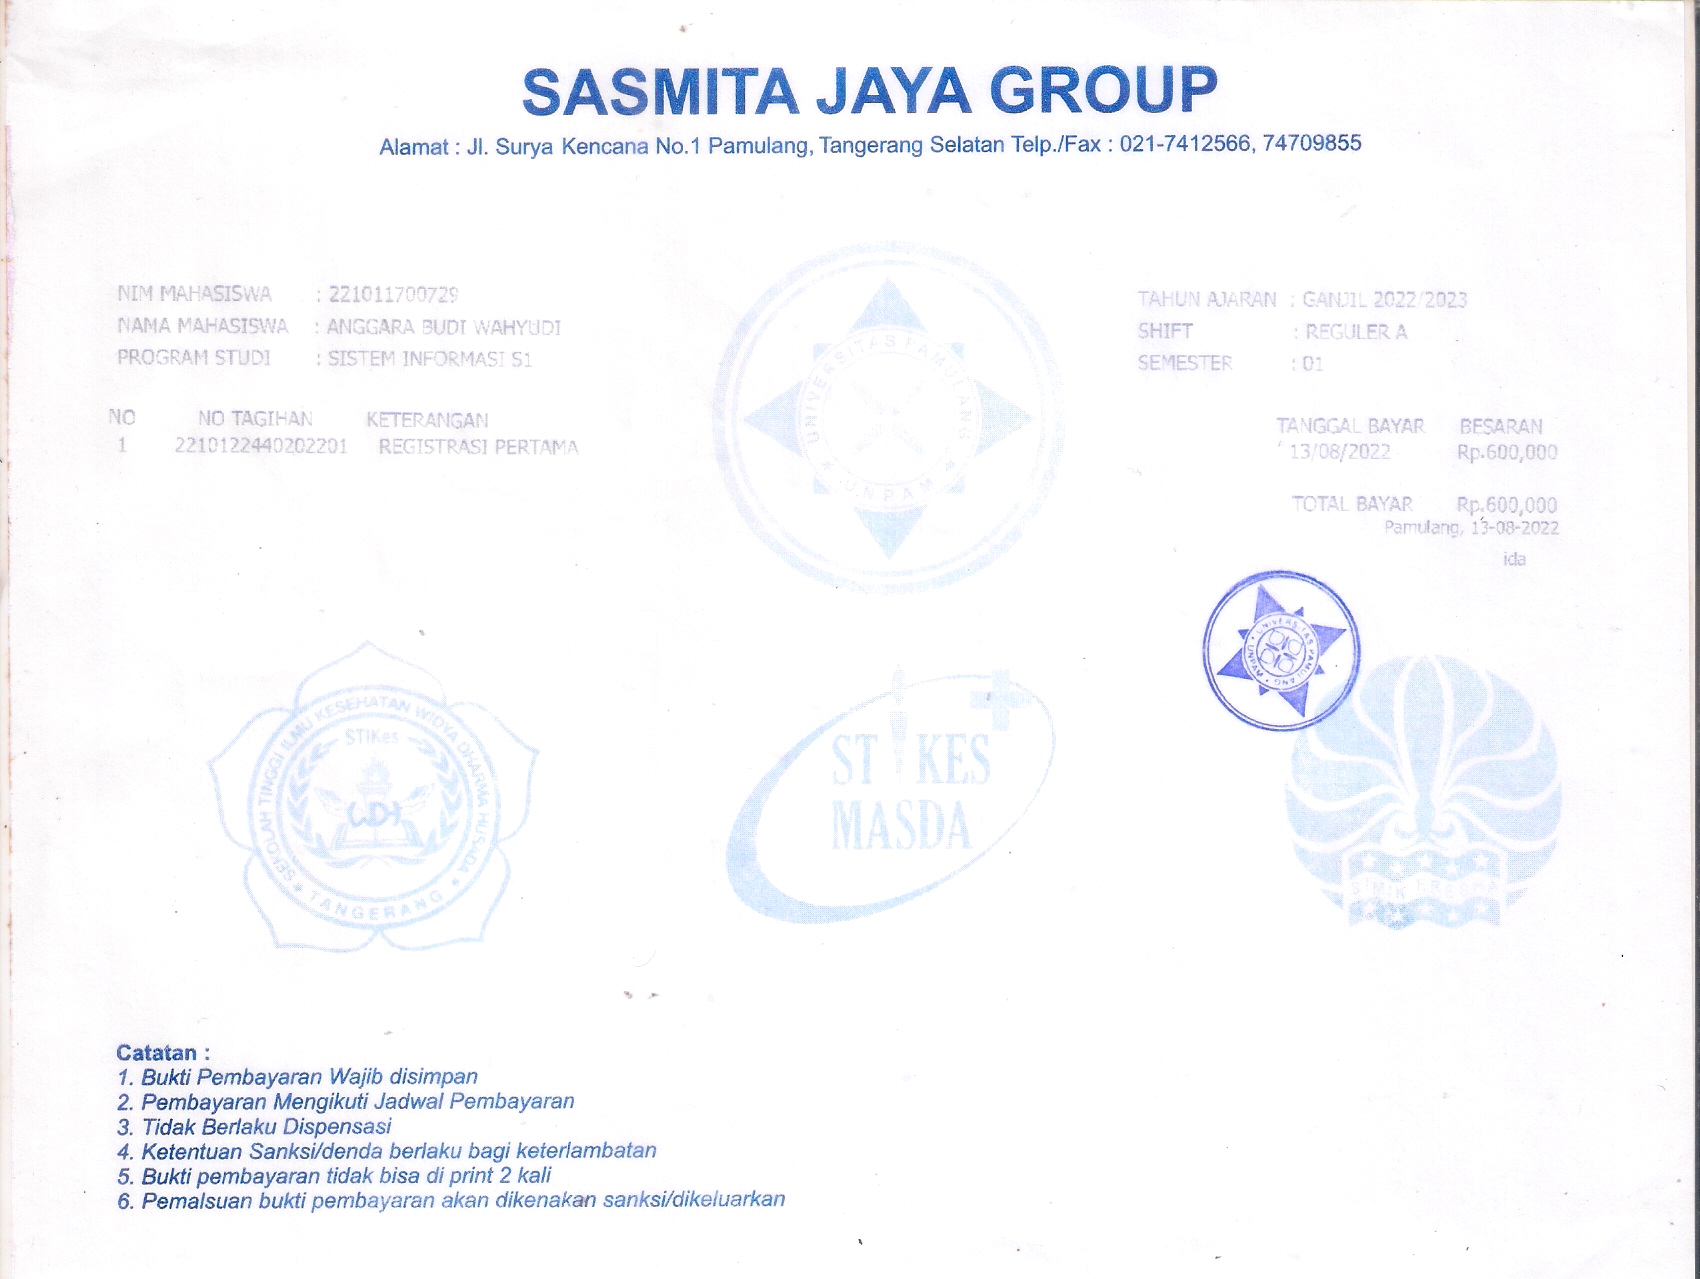 SASMITA JAYA GROUP
Alamat : Jl. Surya Kencana No.1 Pamulang, Tangerang Selatan Telp./Fax : 021-7412566, 74709855
NIM MAHASISWA : 221011700729
NAMA MAHASISWA : ANGGARA BUDI WAHYUDI
PROGRAM STUDI : SISTEM INFORMASI S1
TAHUN AJARAN : GANJIL 2022/2023
SHIFT : REGULER A
SEMESTER : 01
NO NO TAGIHAN KETERANGAN TANGGAL BAYAR BESARAN
1 2210122440202201 REGISTRASI PERTAMA 13/08/2022 Rp.600,000
TOTAL BAYAR Rp.600,000
Pamulang, 13-08-2022
ida
UNIVERSITAS PAMULANG
UNPAM
UNIVERSITAS PAMULANG
UNPAM
SEKOLAH TINGGI ILMU KESEHATAN WIDYA DHARMA HUSADA
STIKes
WDH
TANGERANG
STIKES
MASDA
Catatan :
1. Bukti Pembayaran Wajib disimpan
2. Pembayaran Mengikuti Jadwal Pembayaran
3. Tidak Berlaku Dispensasi
4. Ketentuan Sanksi/denda berlaku bagi keterlambatan
5. Bukti pembayaran tidak bisa di print 2 kali
6. Pemalsuan bukti pembayaran akan dikenakan sanksi/dikeluarkan